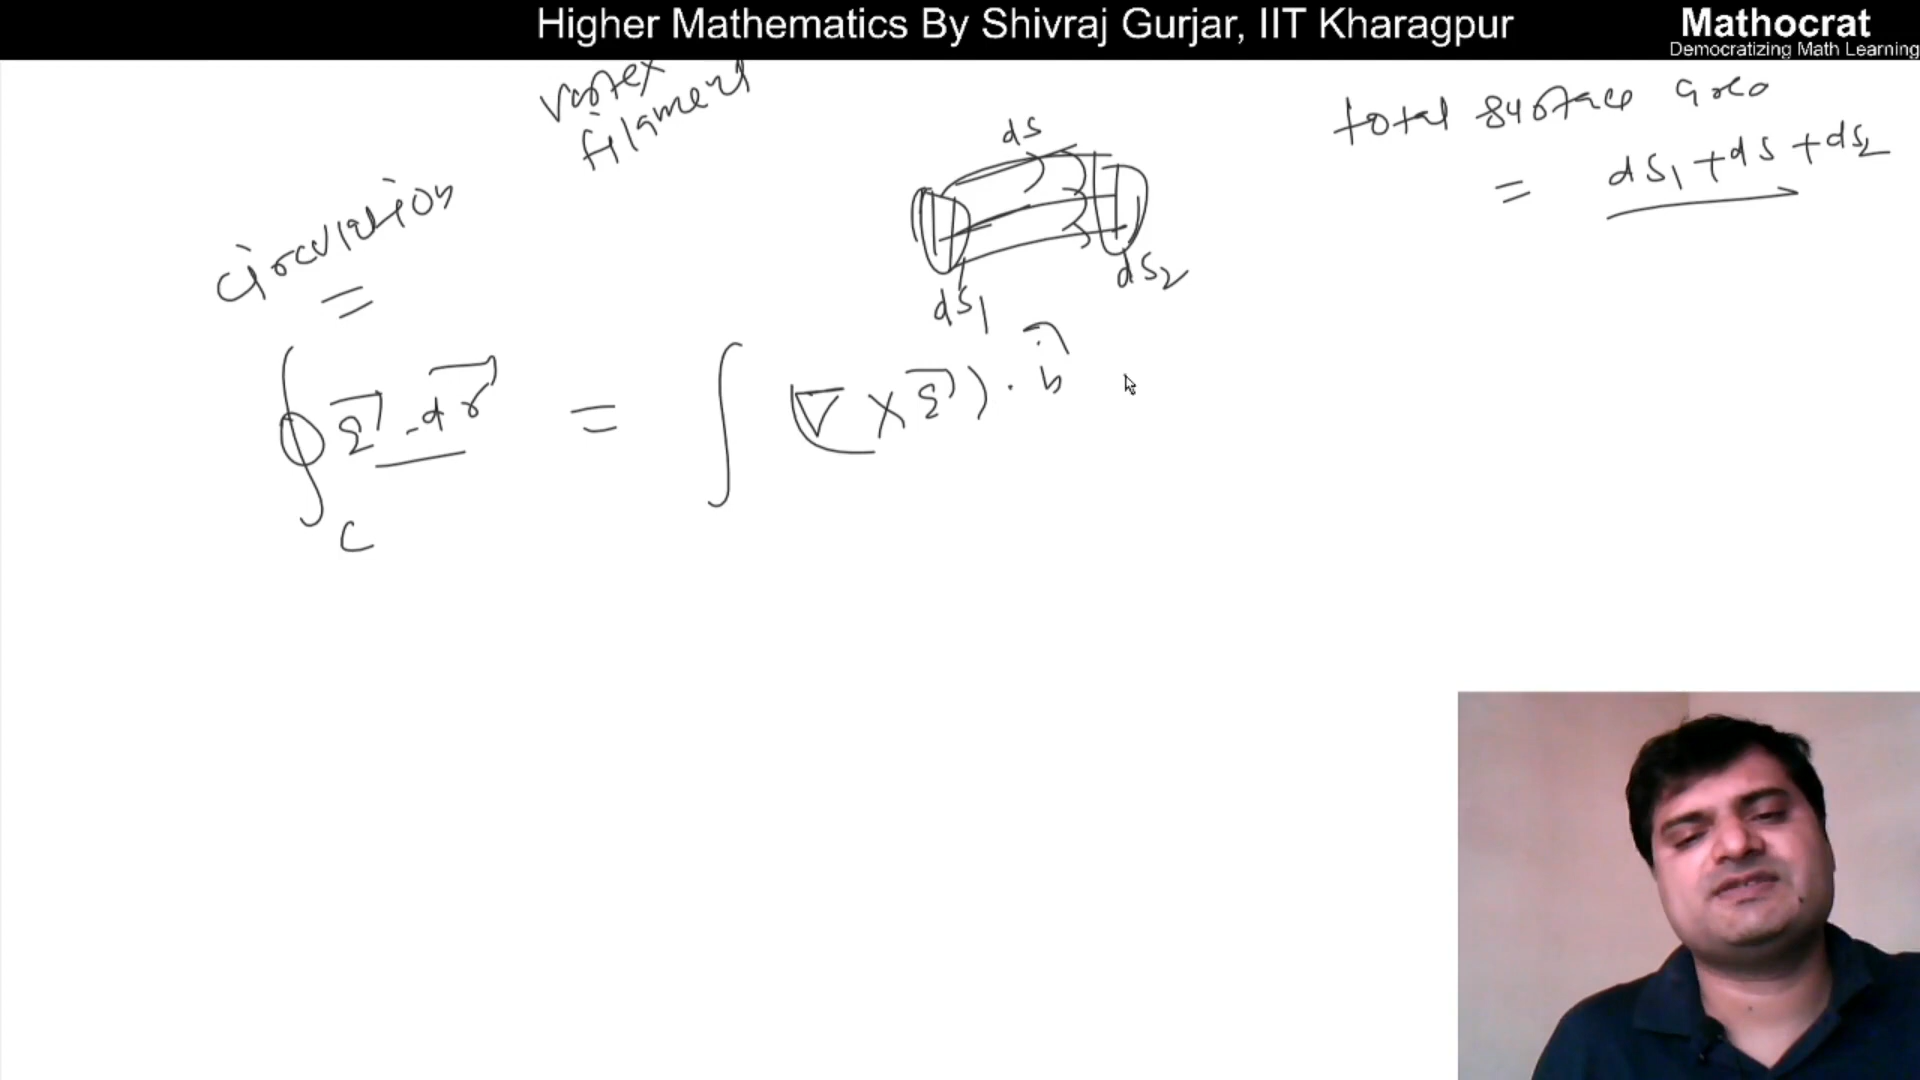 Higher Mathematics By Shivraj Gurjar, IIT Kharagpur
Mathocrat
Democratizing Math Learning
vortex
filament
circulation
=
ds
ds1
ds2
total surface area
= ds1 + ds + ds2
∮C q⃗ . dr⃗ = ∫ (∇ × q⃗) . n̂